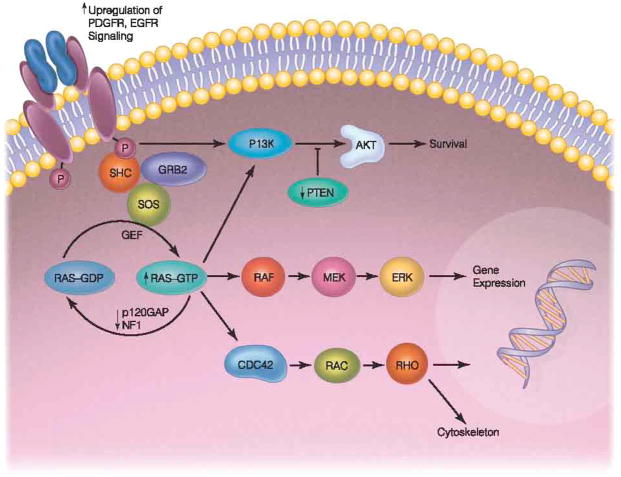 ↑ Upregulation of
PDGFR, EGFR
Signaling
P
P
SHC
GRB2
SOS
P13K
AKT
Survival
↓PTEN
GEF
RAS–GDP
↑RAS–GTP
RAF
MEK
ERK
Gene
Expression
↓ p120GAP
NF1
CDC42
RAC
RHO
Cytoskeleton